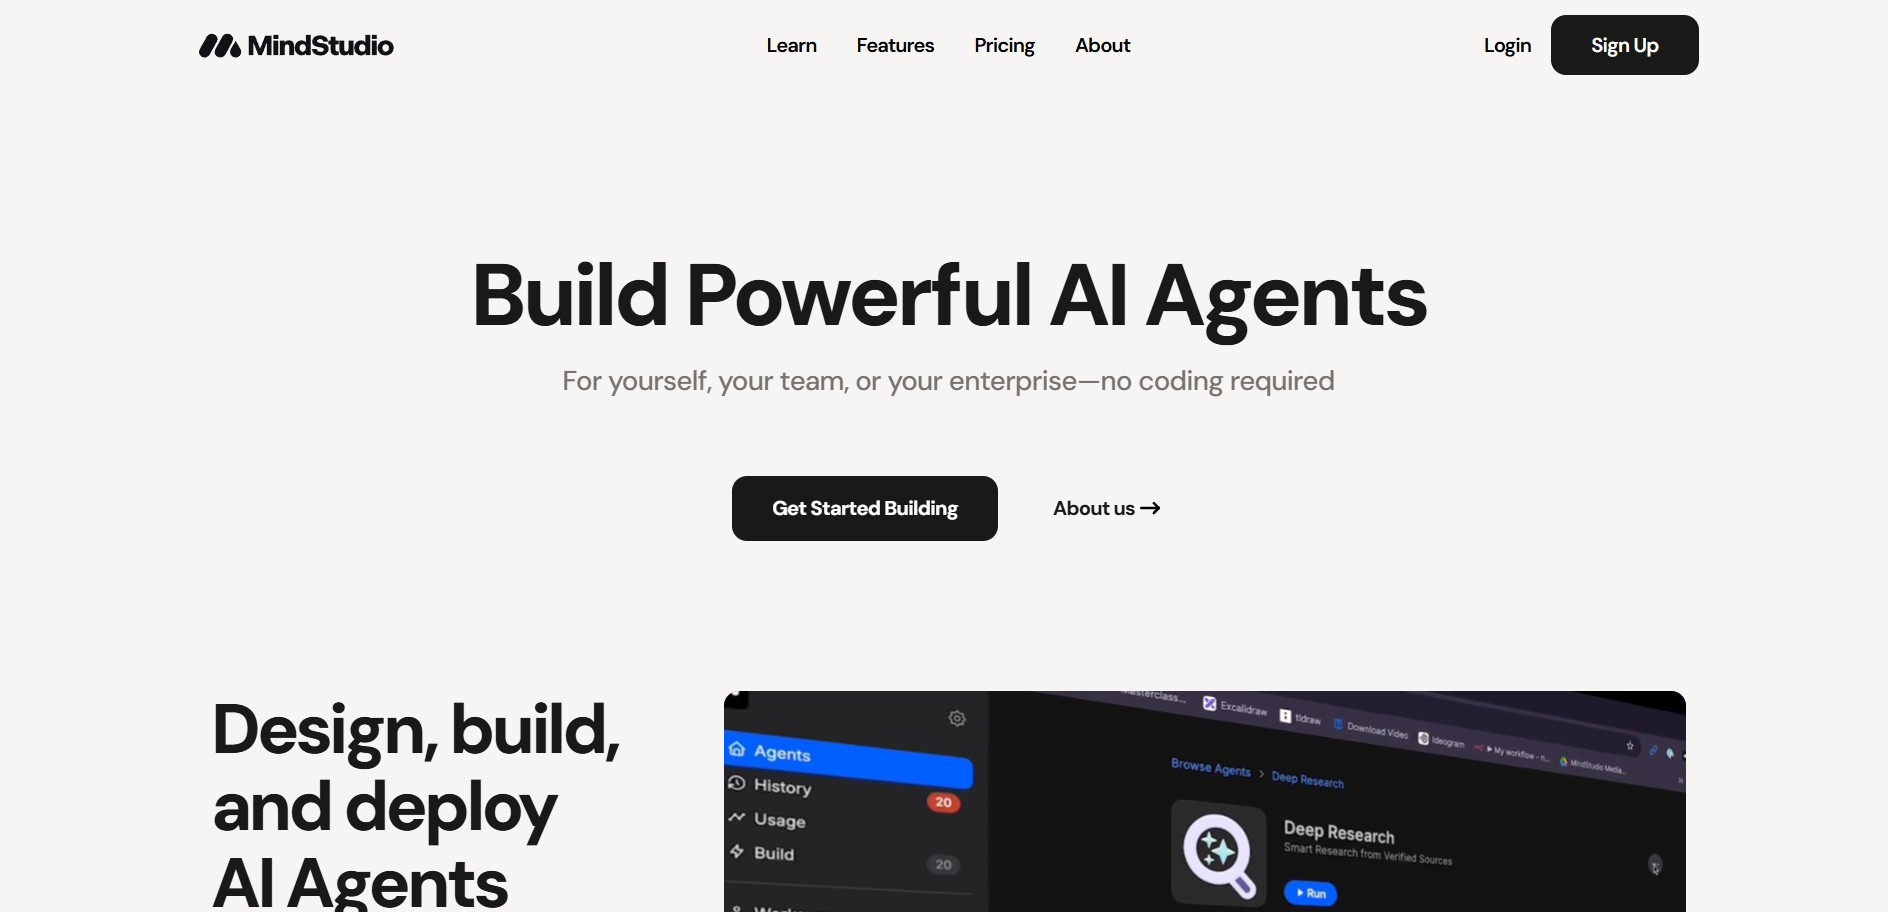 MindStudio
Learn
Features
Pricing
About
Login
Sign Up
Build Powerful AI Agents
For yourself, your team, or your enterprise—no coding required
Get Started Building
About us
Design, build,
and deploy
AI Agents
Agents
History
20
Usage
Build
20
Masterclass...
Excalidraw
tldraw
Download Video
Ideogram
My workflow - n...
MindStudio Media...
Browse Agents > Deep Research
Deep Research
Smart Research from Verified Sources
Run